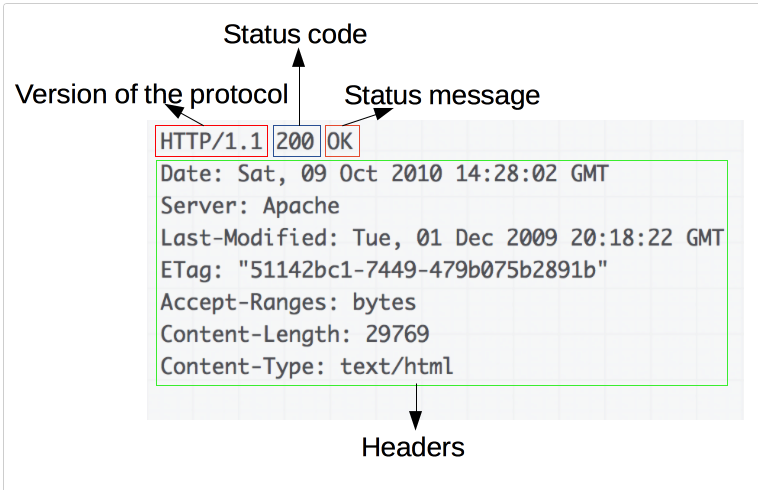 Status code
Version of the protocol
Status message
HTTP/1.1 200 OK
Date: Sat, 09 Oct 2010 14:28:02 GMT
Server: Apache
Last-Modified: Tue, 01 Dec 2009 20:18:22 GMT
ETag: "51142bc1-7449-479b075b2891b"
Accept-Ranges: bytes
Content-Length: 29769
Content-Type: text/html
Headers